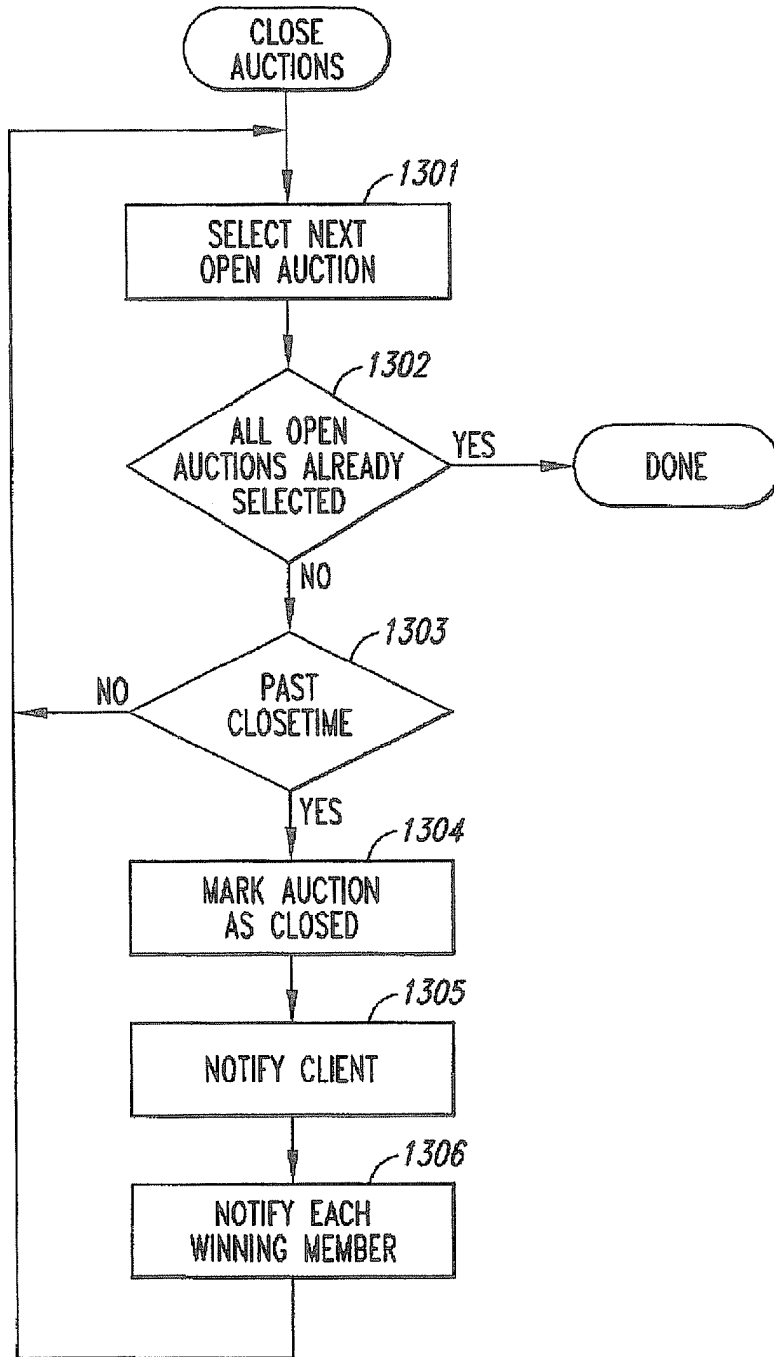 CLOSE
AUCTIONS
1301
SELECT NEXT
OPEN AUCTION
1302
ALL OPEN
AUCTIONS ALREADY
SELECTED
YES
DONE
NO
1303
PAST
CLOSETIME
NO
YES
1304
MARK AUCTION
AS CLOSED
1305
NOTIFY CLIENT
1306
NOTIFY EACH
WINNING MEMBER